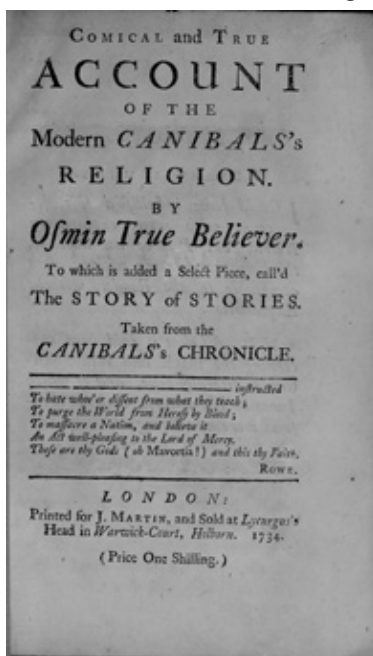 COMICAL and TRUE
ACCOUNT
OF THE
Modern CANIBALS's
RELIGION.
BY
Osmin True Believer.
To which is added a Select Piece, call'd
The STORY of STORIES.
Taken from the
CANIBALS's CHRONICLE.
instructed
To hate whoe'er dissent from what they teach;
To purge the World from Heresy by Blood;
To massacre a Nation, and believe it
An Act well-pleasing to the Lord of Mercy.
These are thy Gods (oh and this thy Faith.
ROWE.
LONDON:
Printed for J. MARTIN, and Sold at Lycurgus's
Head in Warwick-Court, Holborn. 1734.
(Price One Shilling.)